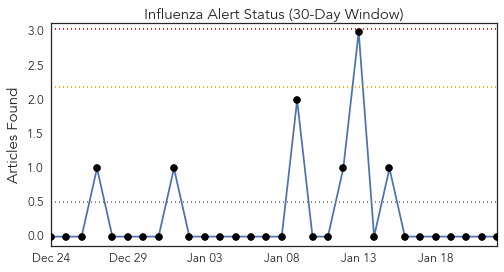 Influenza Alert Status (30-Day Window)
Articles Found
3.0
2.5
2.0
1.5
1.0
0.5
0.0
Dec 24 Dec 29 Jan 03 Jan 08 Jan 13 Jan 18